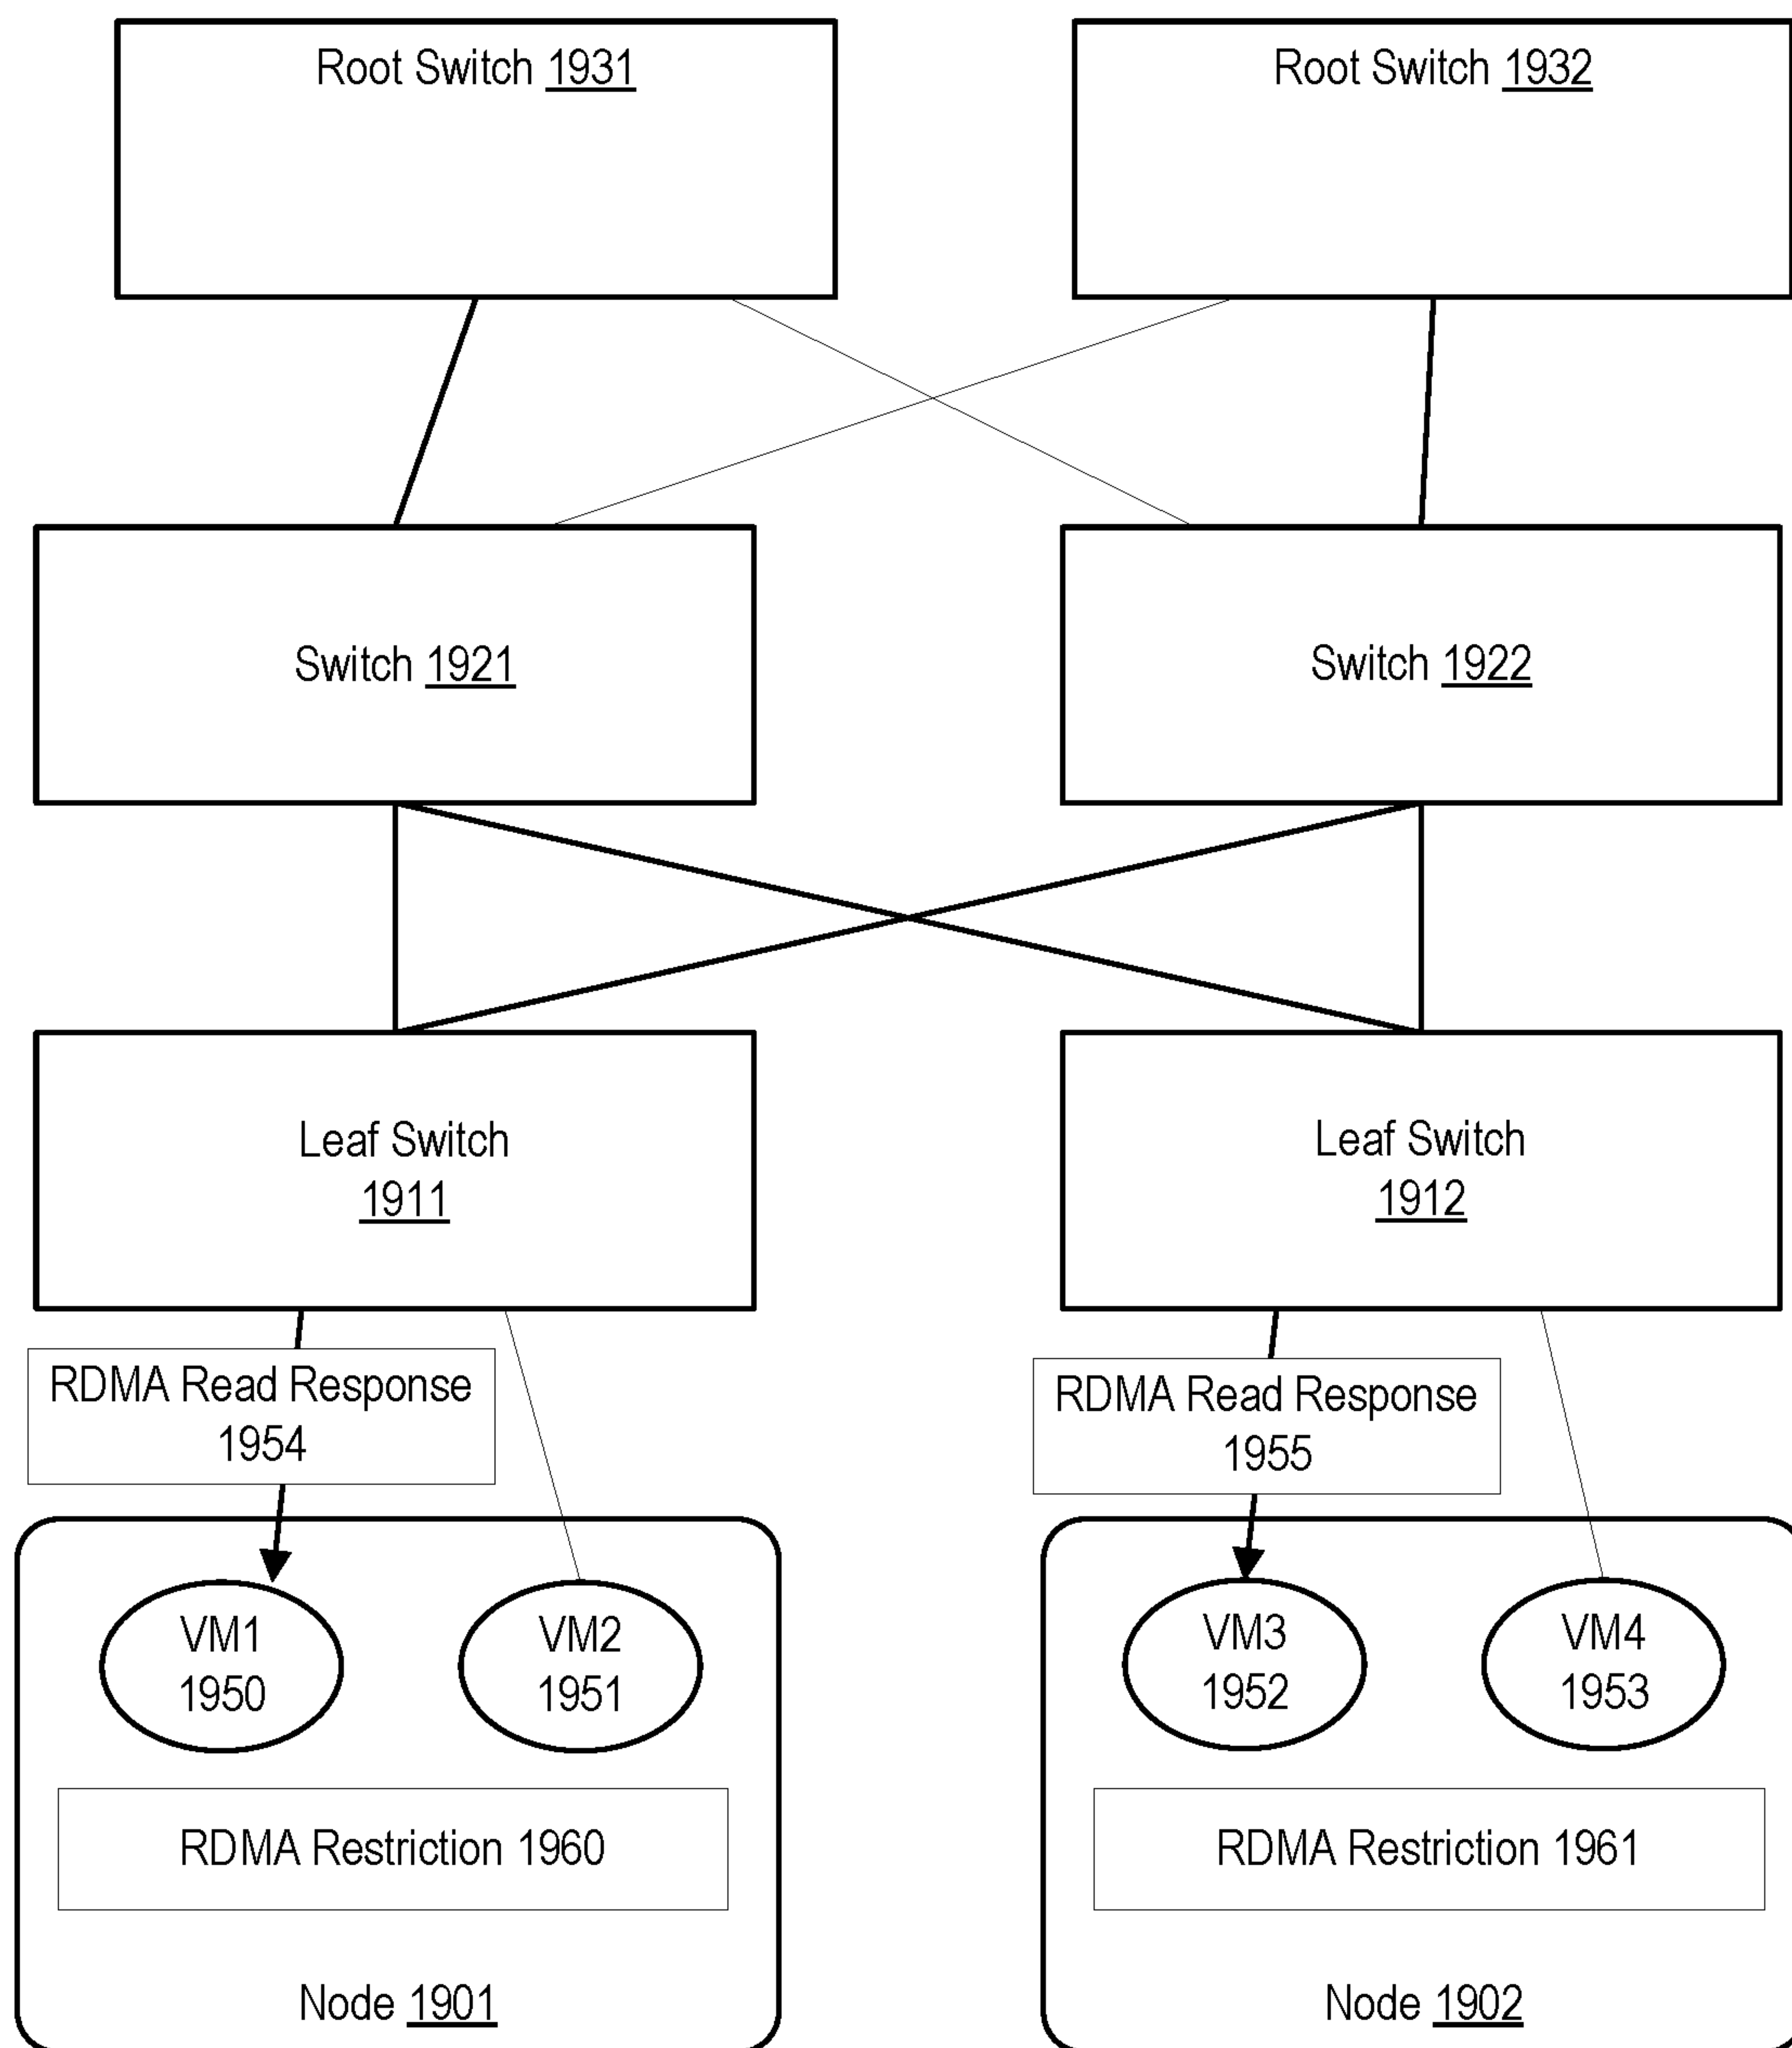 Root Switch 1931
Root Switch 1932
Switch 1921
Switch 1922
Leaf Switch
1911
Leaf Switch
1912
RDMA Read Response
1954
RDMA Read Response
1955
VM1
1950
VM2
1951
VM3
1952
VM4
1953
RDMA Restriction 1960
RDMA Restriction 1961
Node 1901
Node 1902